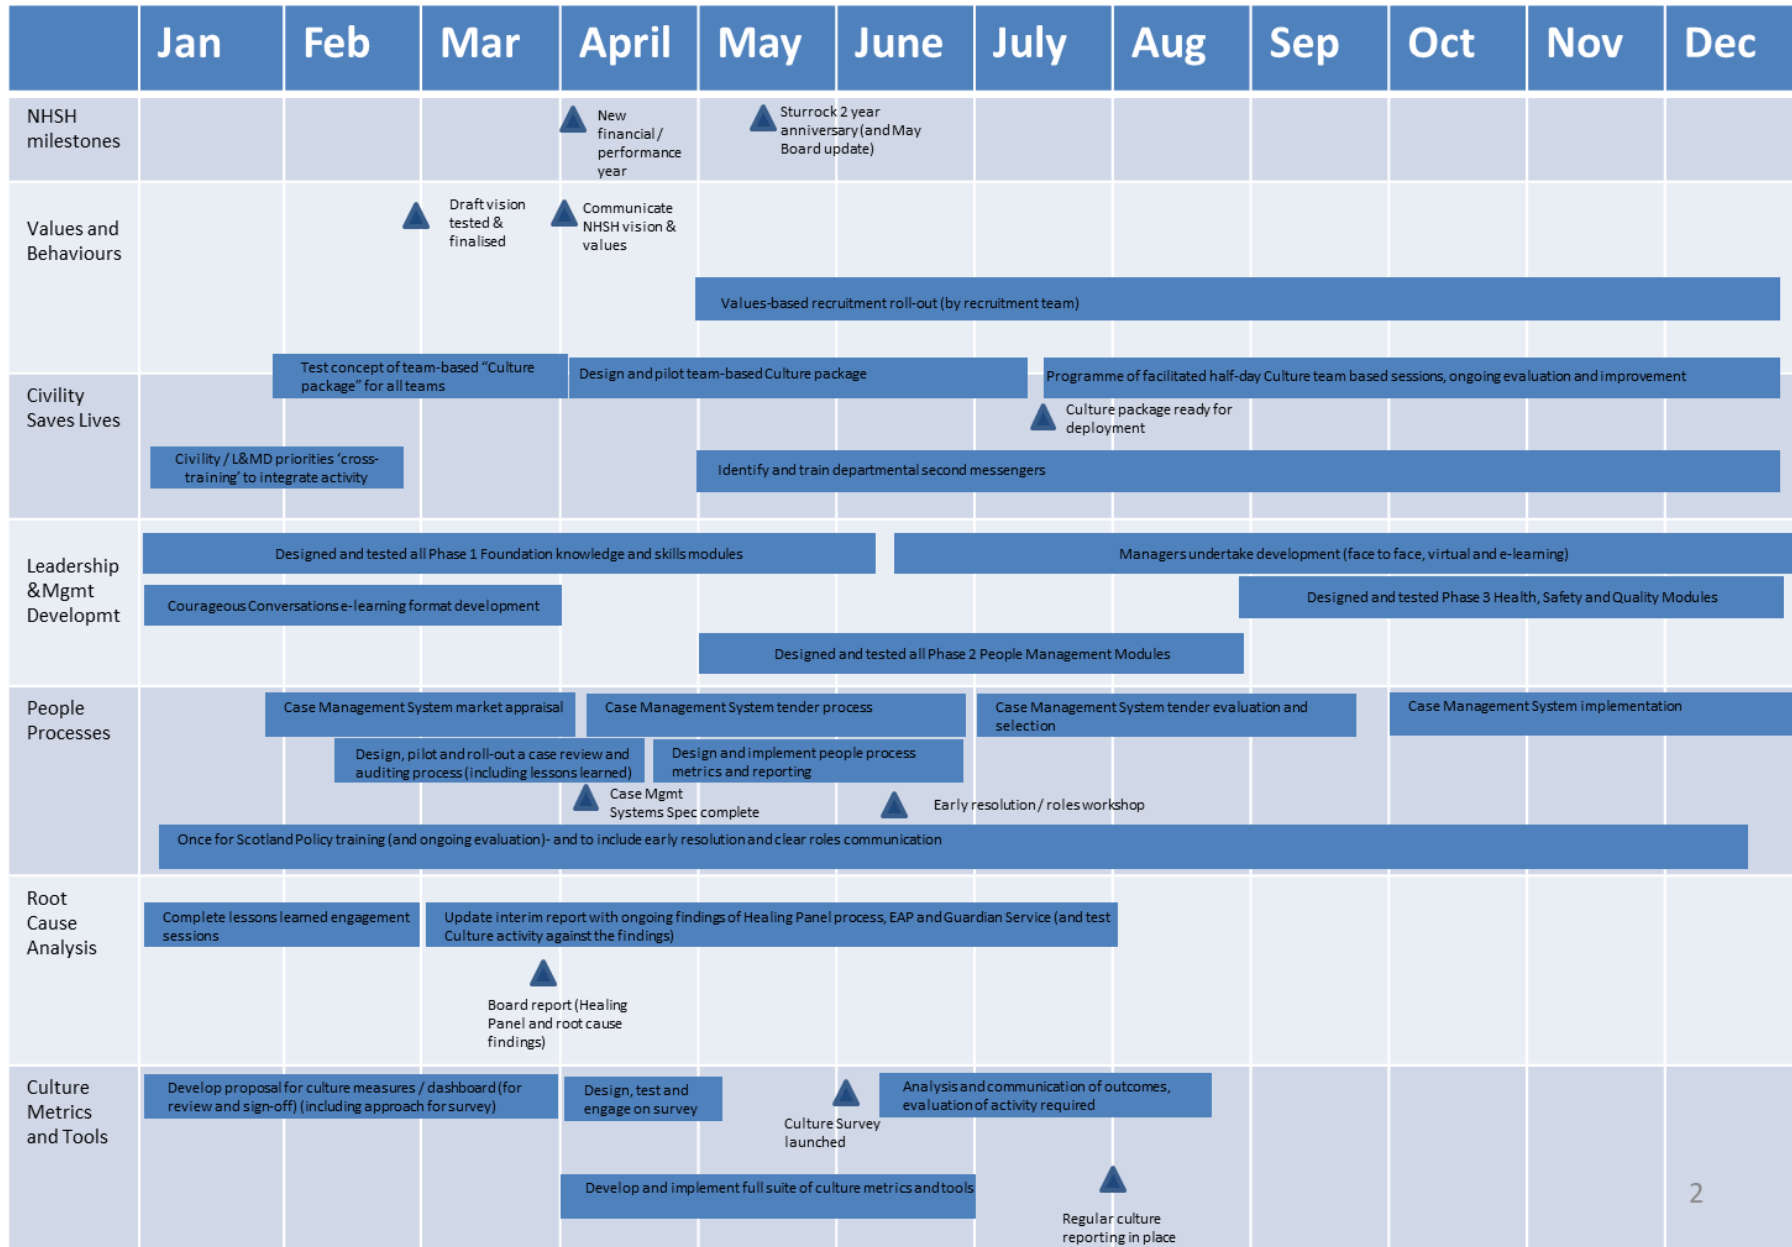 Jan Feb Mar April May June July Aug Sep Oct Nov Dec
NHSH
milestones
New
financial /
performance
year
Sturrock 2 year
anniversary (and May
Board update)
Values and
Behaviours
Draft vision
tested &
finalised
Communicate
NHSH vision &
values
Values-based recruitment roll-out (by recruitment team)
Civility
Saves Lives
Test concept of team-based “Culture
package” for all teams
Design and pilot team-based Culture package
Programme of facilitated half-day Culture team based sessions, ongoing evaluation and improvement
Culture package ready for
deployment
Civility / L&MD priorities ‘cross-
training’ to integrate activity
Identify and train departmental second messengers
Leadership
&Mgmt
Developmt
Designed and tested all Phase 1 Foundation knowledge and skills modules
Managers undertake development (face to face, virtual and e-learning)
Courageous Conversations e-learning format development
Designed and tested Phase 3 Health, Safety and Quality Modules
Designed and tested all Phase 2 People Management Modules
People
Processes
Case Management System market appraisal
Case Management System tender process
Case Management System tender evaluation and
selection
Case Management System implementation
Design, pilot and roll-out a case review and
auditing process (including lessons learned)
Design and implement people process
metrics and reporting
Case Mgmt
Systems Spec complete
Early resolution / roles workshop
Once for Scotland Policy training (and ongoing evaluation)- and to include early resolution and clear roles communication
Root
Cause
Analysis
Complete lessons learned engagement
sessions
Update interim report with ongoing findings of Healing Panel process, EAP and Guardian Service (and test
Culture activity against the findings)
Board report (Healing
Panel and root cause
findings)
Culture
Metrics
and Tools
Develop proposal for culture measures / dashboard (for
review and sign-off) (including approach for survey)
Design, test and
engage on survey
Culture Survey
launched
Analysis and communication of outcomes,
evaluation of activity required
Develop and implement full suite of culture metrics and tools
Regular culture
reporting in place
2